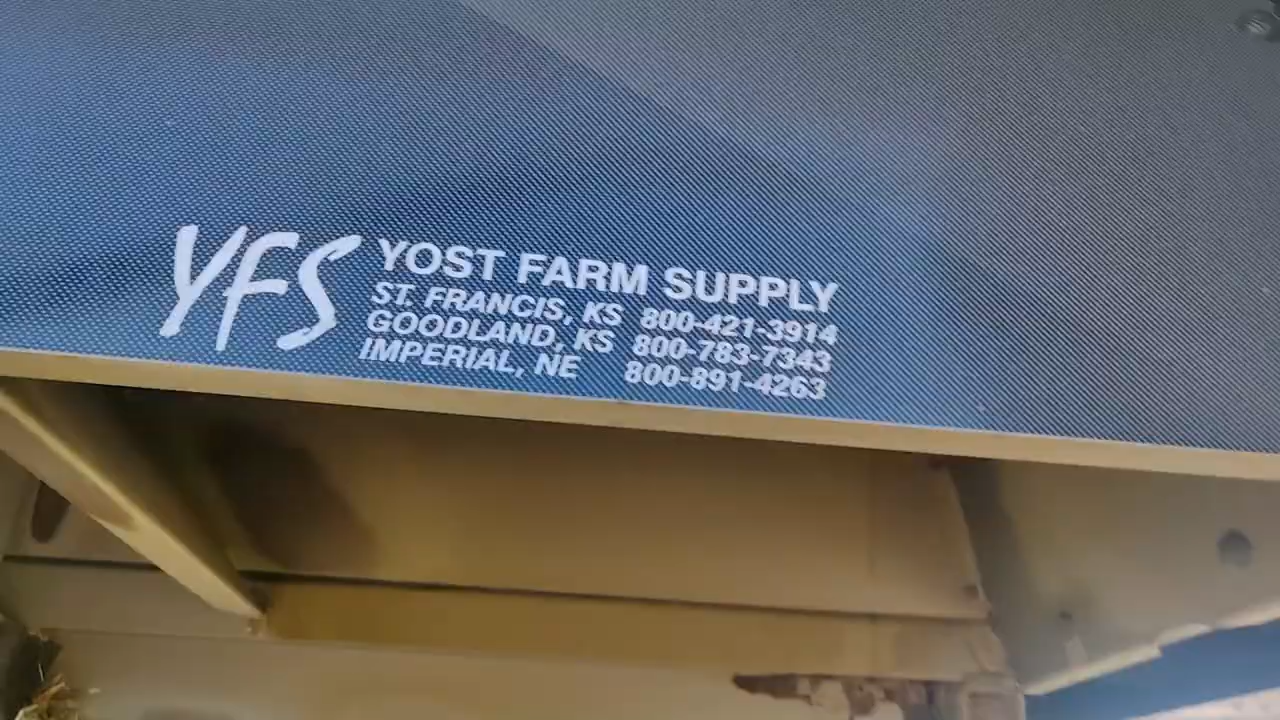 YFS
YOST FARM SUPPLY
ST. FRANCIS, KS 800-421-3914
GOODLAND, KS 800-783-7343
IMPERIAL, NE 800-891-4263